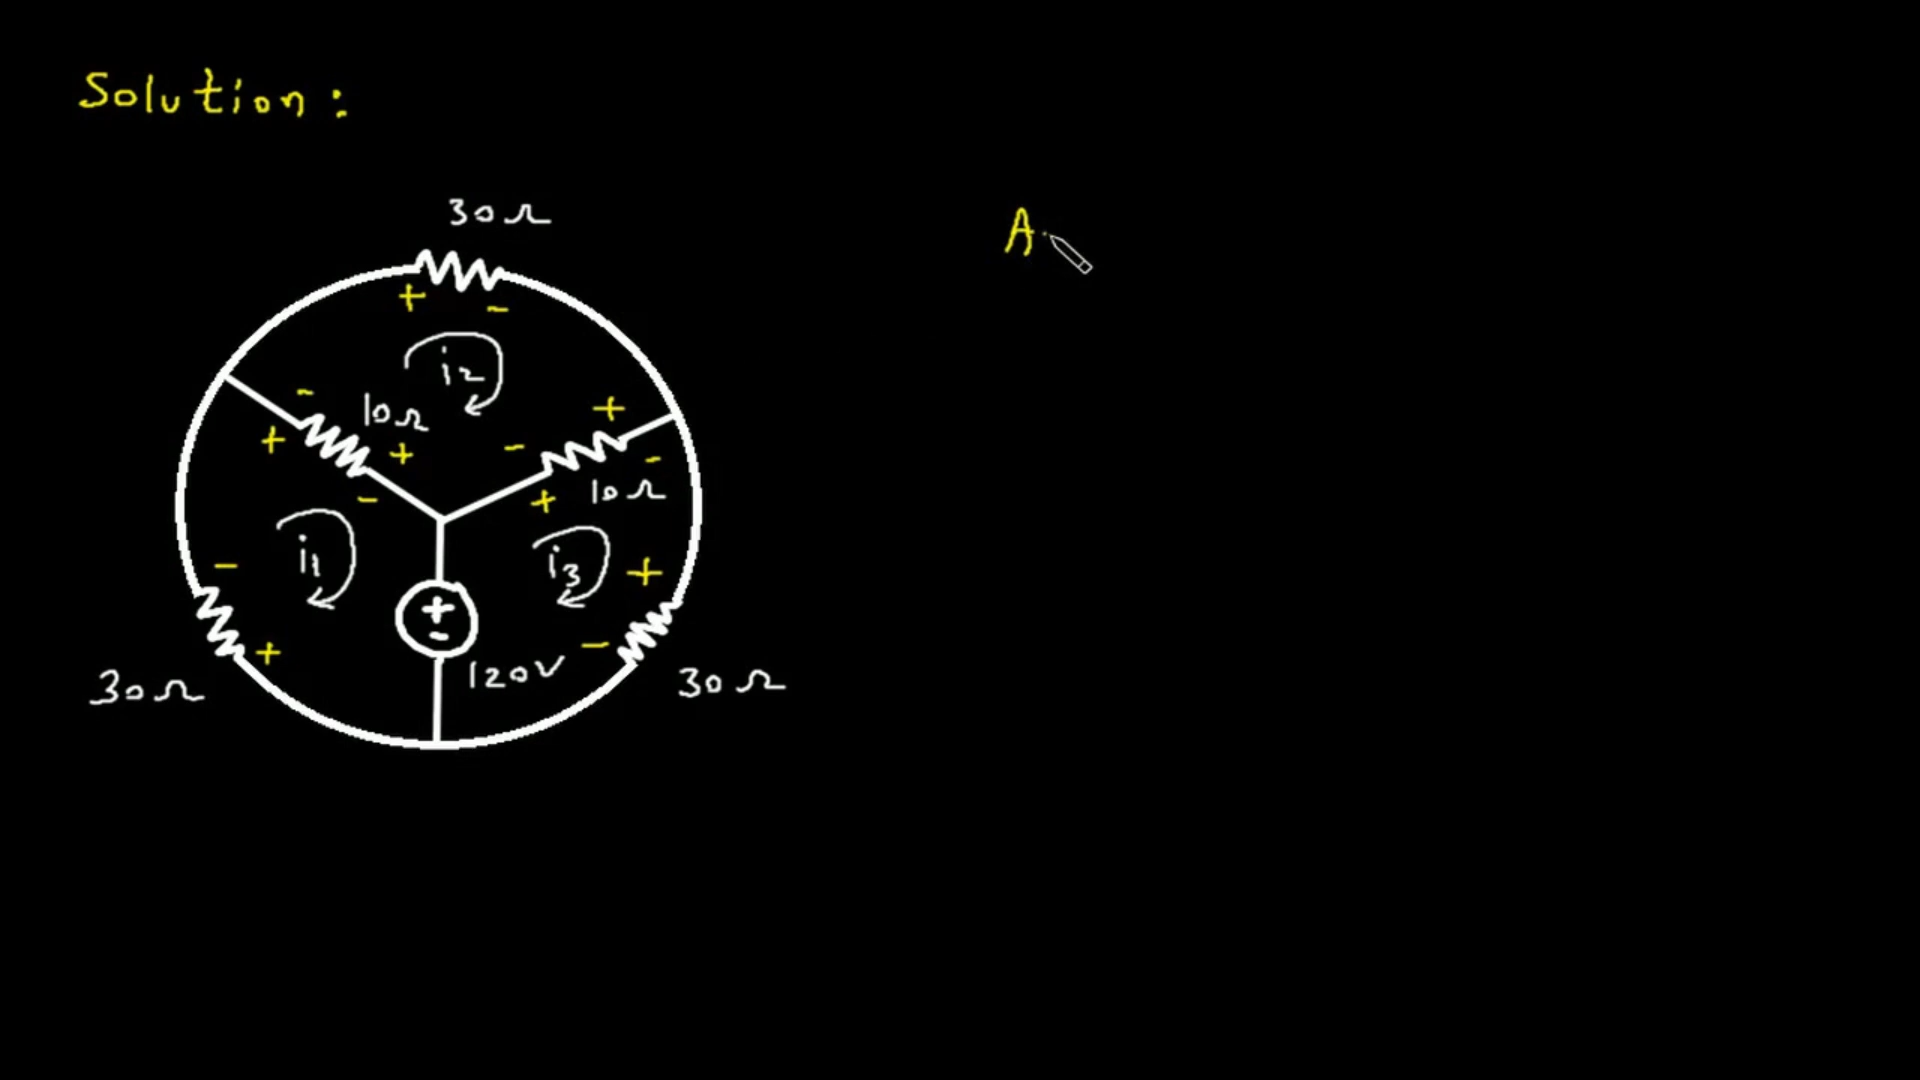 Solution :
A
30Ω
+ -
i2
- 10Ω +
+ + - -
+ 10Ω
-
i1 i3 +
- + -
+ - 120V
30Ω 30Ω